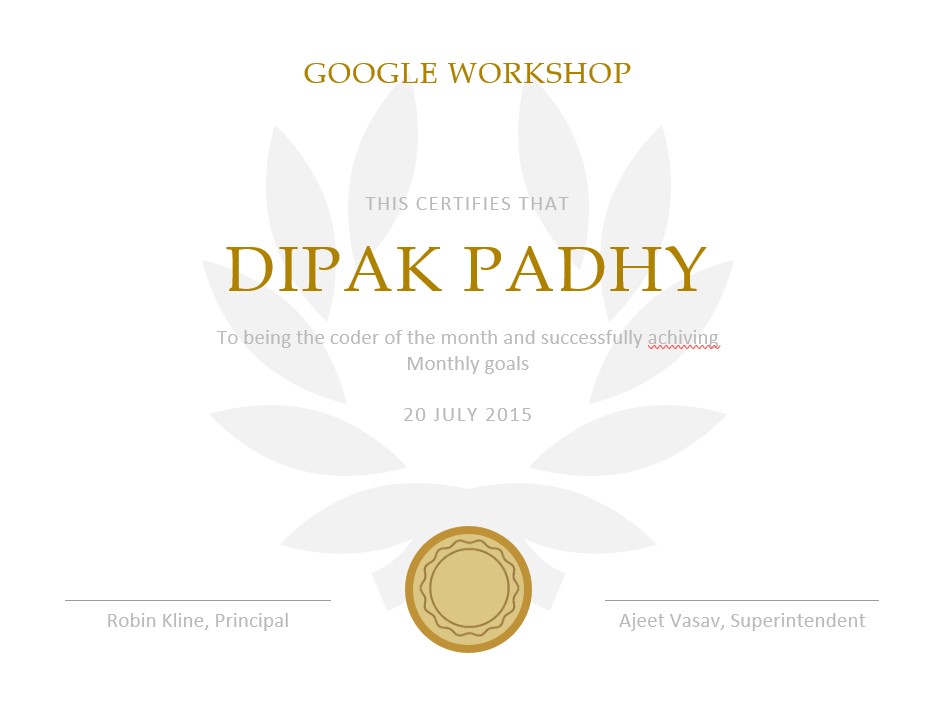 GOOGLE WORKSHOP
THIS CERTIFIES THAT
DIPAK PADHY
To being the coder of the month and successfully achiving
Monthly goals
20 JULY 2015
Robin Kline, Principal
Ajeet Vasav, Superintendent